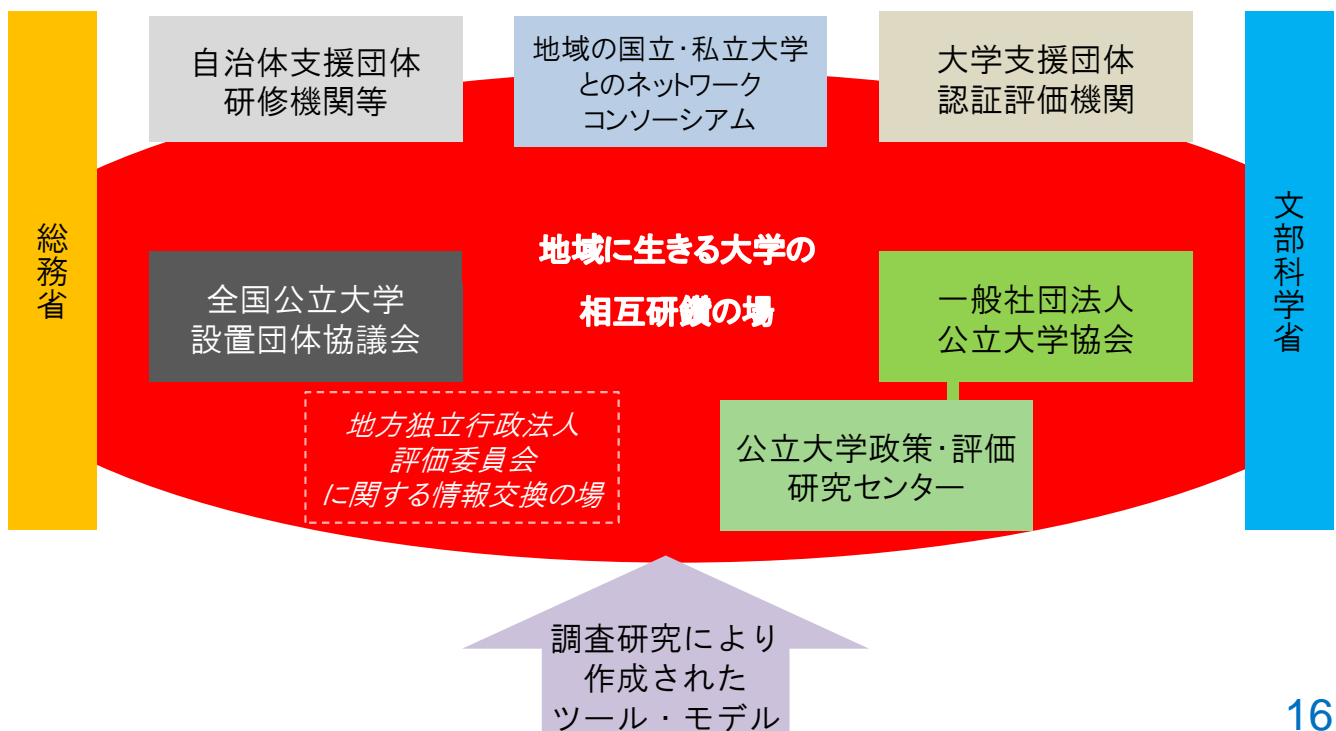 自治体支援団体
研修機関等
地域の国立・私立大学
とのネットワーク
コンソーシアム
大学支援団体
認証評価機関
総務省
文部科学省
地域に生きる大学の
相互研鑽の場
全国公立大学
設置団体協議会
一般社団法人
公立大学協会
地方独立行政法人
評価委員会
に関する情報交換の場
公立大学政策・評価
研究センター
調査研究により
作成された
ツール・モデル
16